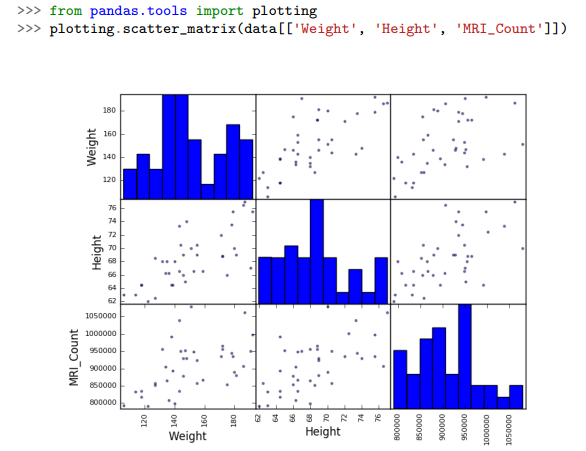 >>> from pandas.tools import plotting
>>> plotting.scatter_matrix(data[['Weight', 'Height', 'MRI_Count']])
Weight
180
160
140
120
Height
76
74
72
70
68
66
64
62
MRI_Count
1050000
1000000
950000
900000
850000
800000
120 140 160 180
62 64 66 68 70 72 74 76
800000 850000 900000 950000 1000000 1050000
Weight Height